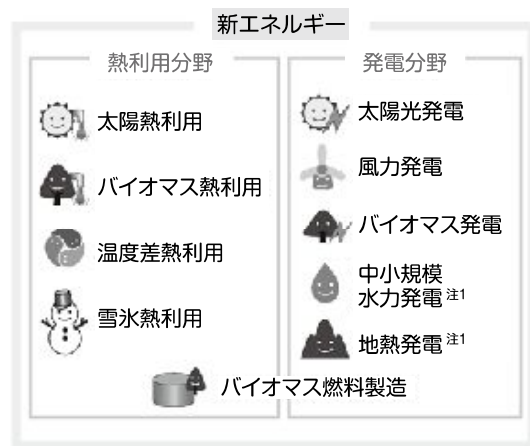 新エネルギー
熱利用分野
太陽熱利用
バイオマス熱利用
温度差熱利用
雪氷熱利用
発電分野
太陽光発電
風力発電
バイオマス発電
中小規模
水力発電 注1
地熱発電 注1
バイオマス燃料製造